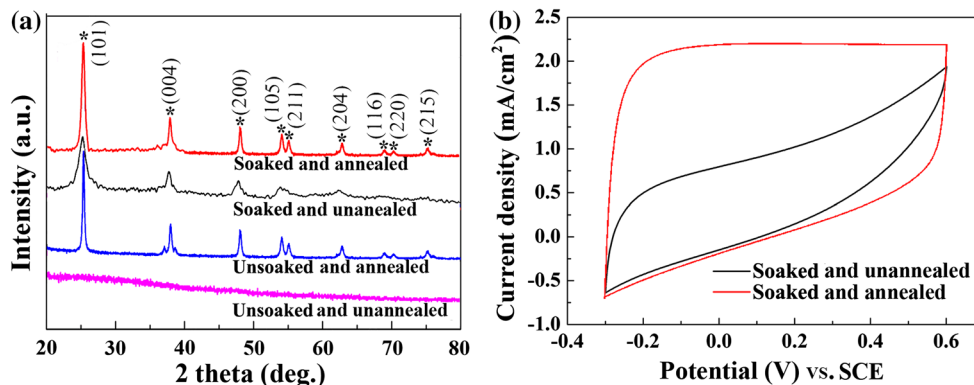 (a)
Intensity (a.u.)
* (101)
*(004)
*(200)
(105)
*
*(211)
*(204)
(116)
*
*(220)
*(215)
Soaked and annealed
Soaked and unanealed
Unsoaked and annealed
Unsoaked and unannealed
20 30 40 50 60 70 80
2 theta (deg.)
(b)
Current density (mA/cm²)
2.5
2.0
1.5
1.0
0.5
0.0
-0.5
-1.0
Soaked and unannealed
Soaked and annealed
-0.4 -0.2 0.0 0.2 0.4 0.6
Potential (V) vs. SCE